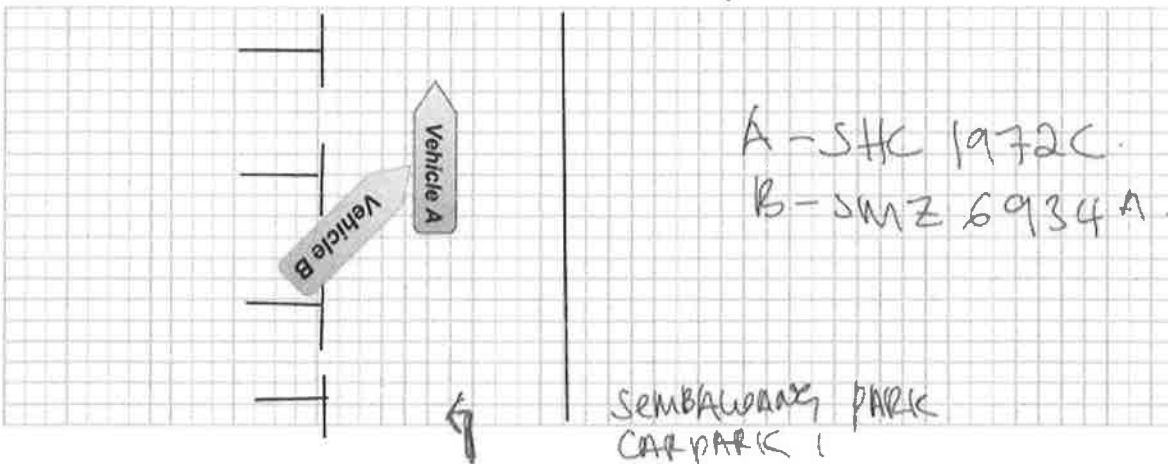 Vehicle A
Vehicle B
A - SHC 1972C.
B - SMZ 6934A.
SEMBAWANG PARK
CARPARK 1